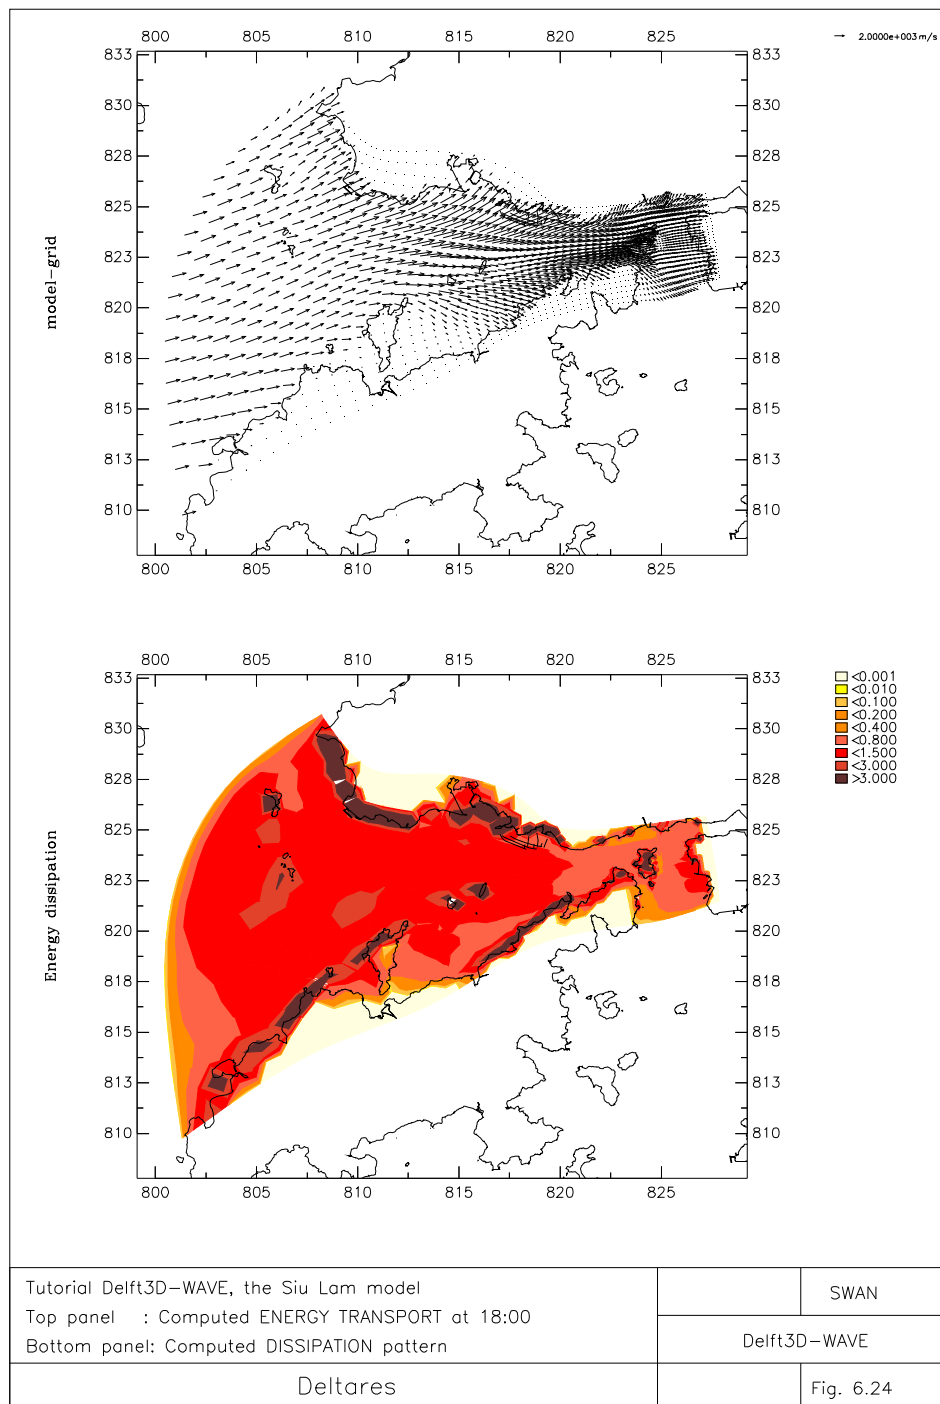 800 805 810 815 820 825
2.0000e+003 m/s
833 833
830 830
828 828
825 825
823 823
820 820
818 818
815 815
813 813
810 810
model-grid
800 805 810 815 820 825
800 805 810 815 820 825
833 833
830 830
828 828
825 825
823 823
820 820
818 818
815 815
813 813
810 810
Energy dissipation
800 805 810 815 820 825
<0.001
<0.010
<0.100
<0.200
<0.400
<0.800
<1.500
<3.000
>3.000
Tutorial Delft3D-WAVE, the Siu Lam model
Top panel : Computed ENERGY TRANSPORT at 18:00
Bottom panel: Computed DISSIPATION pattern
SWAN
Delft3D-WAVE
Deltares
Fig. 6.24